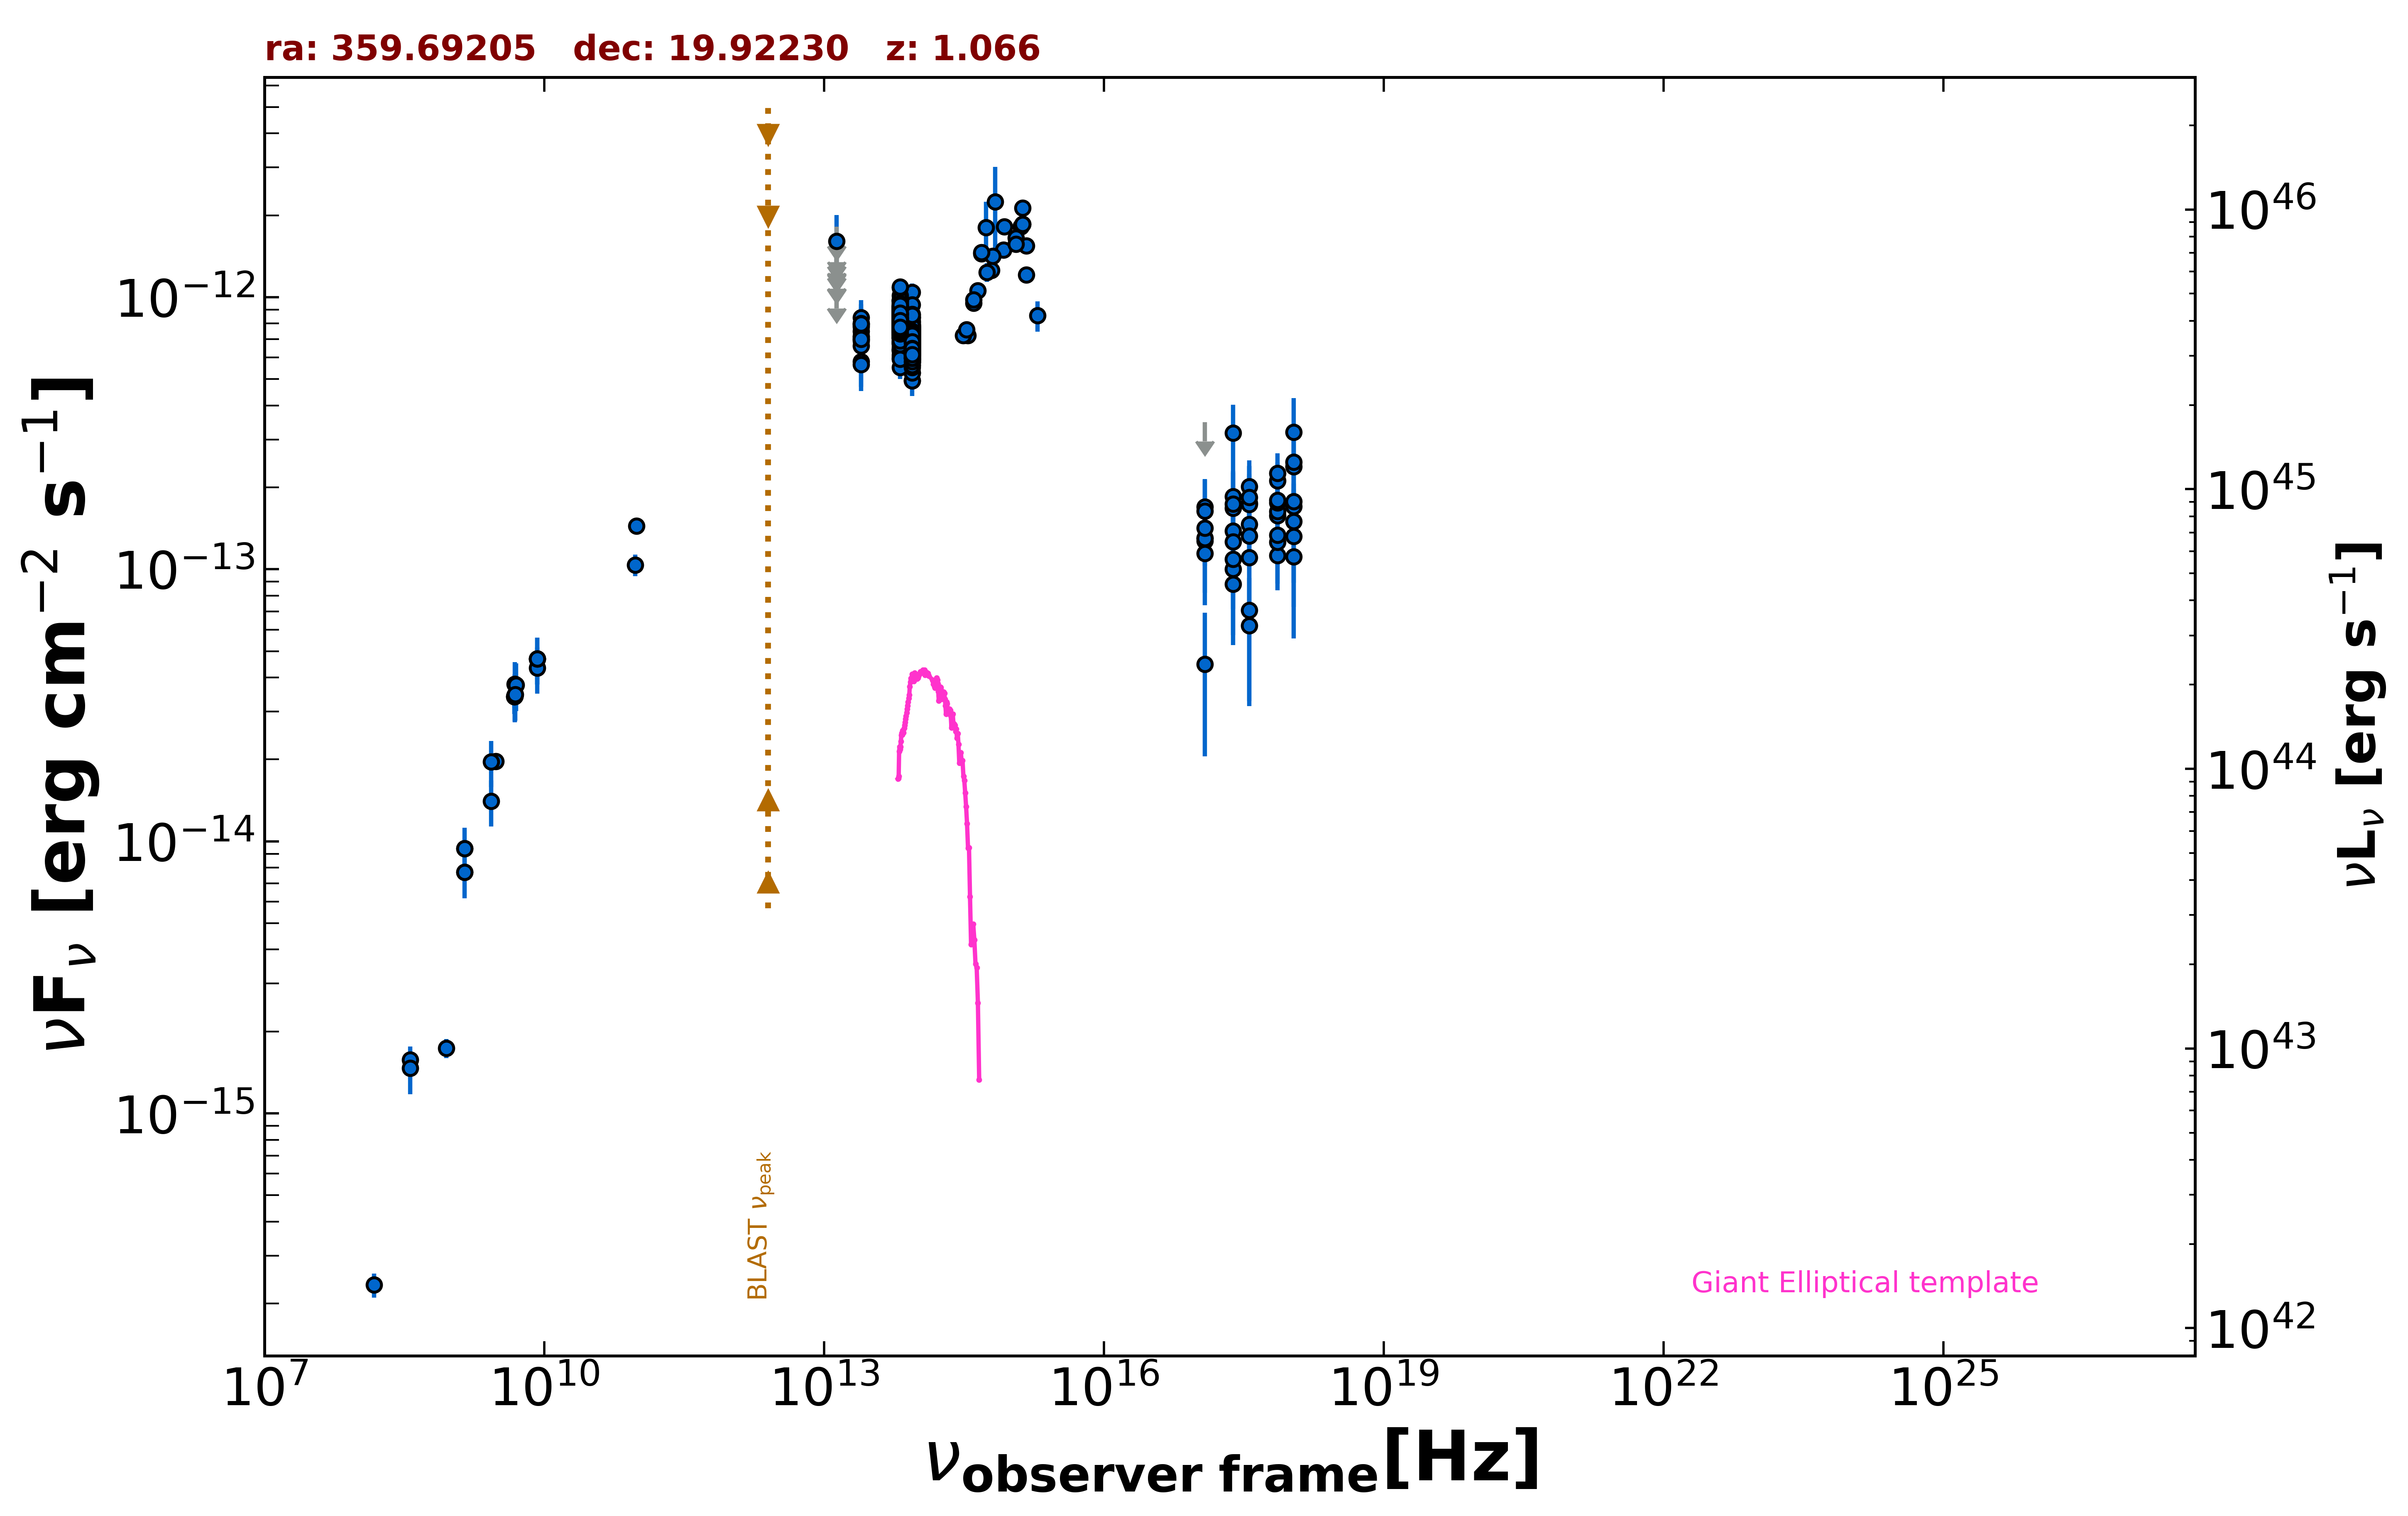 ra: 359.69205   dec: 19.92230   z: 1.066
νF_ν [erg cm⁻² s⁻¹]
10⁻¹²
10⁻¹³
10⁻¹⁴
10⁻¹⁵
BLAST ν_peak
Giant Elliptical template
10⁴⁶
10⁴⁵
10⁴⁴
10⁴³
10⁴²
νL_ν [erg s⁻¹]
10⁷ 10¹⁰ 10¹³ 10¹⁶ 10¹⁹ 10²² 10²⁵
ν_observer frame [Hz]